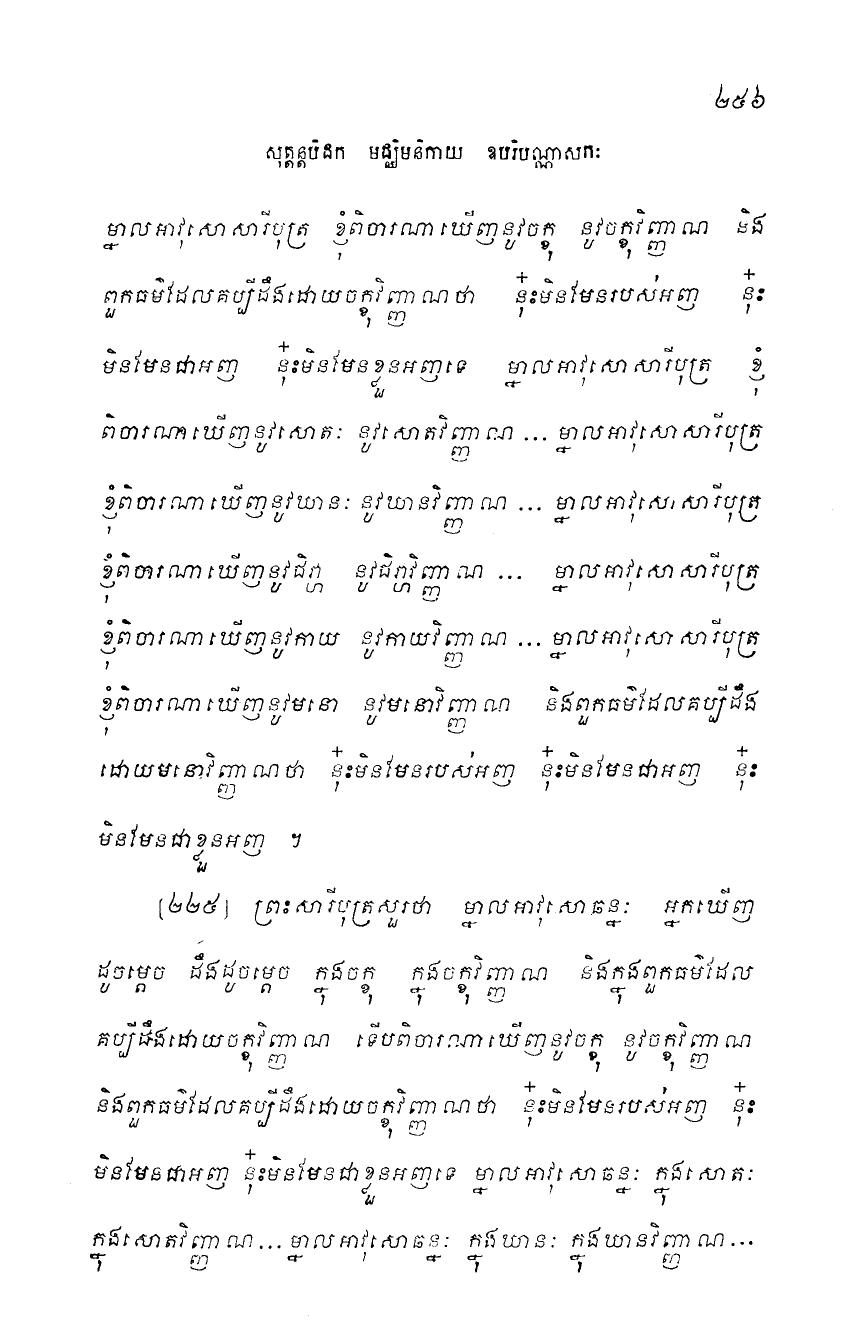 ២៥៦
សុត្តន្តបិដក មជ្ឈិមនិកាយ ឧបរិបណ្ណាសកៈ
ម្នាលអាវុសោសារីបុត្រ ខ្ញុំពិចារណាឃើញនូវចក្ខុ នូវចក្ខុវិញ្ញាណ និង
ពួកធម៌ដែលគប្បីដឹងដោយចក្ខុវិញ្ញាណថា នុ៎ះមិនមែនរបស់អញ នុ៎ះ
មិនមែនជាអញ នុ៎ះមិនមែនខ្លួនអញទេ ម្នាលអាវុសោសារីបុត្រ ខ្ញុំ
ពិចារណាឃើញនូវសោតៈ នូវសោតវិញ្ញាណ ... ម្នាលអាវុសោសារីបុត្រ
ខ្ញុំពិចារណាឃើញនូវឃានៈ នូវឃានវិញ្ញាណ ... ម្នាលអាវុសោសារីបុត្រ
ខ្ញុំពិចារណាឃើញនូវជិវ្ហា នូវជិវ្ហាវិញ្ញាណ ... ម្នាលអាវុសោសារីបុត្រ
ខ្ញុំពិចារណាឃើញនូវកាយ នូវកាយវិញ្ញាណ ... ម្នាលអាវុសោសារីបុត្រ
ខ្ញុំពិចារណាឃើញនូវមនោ នូវមនោវិញ្ញាណ និងពួកធម៌ដែលគប្បីដឹង
ដោយមនោវិញ្ញាណថា នុ៎ះមិនមែនរបស់អញ នុ៎ះមិនមែនជាអញ នុ៎ះ
មិនមែនជាខ្លួនអញ ។
[២២៥] ព្រះសារីបុត្រសួរថា ម្នាលអាវុសោឆន្នៈ អ្នកឃើញ
ដូចម្តេច ដឹងដូចម្តេច ក្នុងចក្ខុ ក្នុងចក្ខុវិញ្ញាណ និងក្នុងពួកធម៌ដែល
គប្បីដឹងដោយចក្ខុវិញ្ញាណ ទើបពិចារណាឃើញនូវចក្ខុ នូវចក្ខុវិញ្ញាណ
និងពួកធម៌ដែលគប្បីដឹងដោយចក្ខុវិញ្ញាណថា នុ៎ះមិនមែនរបស់អញ នុ៎ះ
មិនមែនជាអញ នុ៎ះមិនមែនជាខ្លួនអញទេ ម្នាលអាវុសោឆន្នៈ ក្នុងសោតៈ
ក្នុងសោតវិញ្ញាណ... ម្នាលអាវុសោឆន្នៈ ក្នុងឃានៈ ក្នុងឃានវិញ្ញាណ...